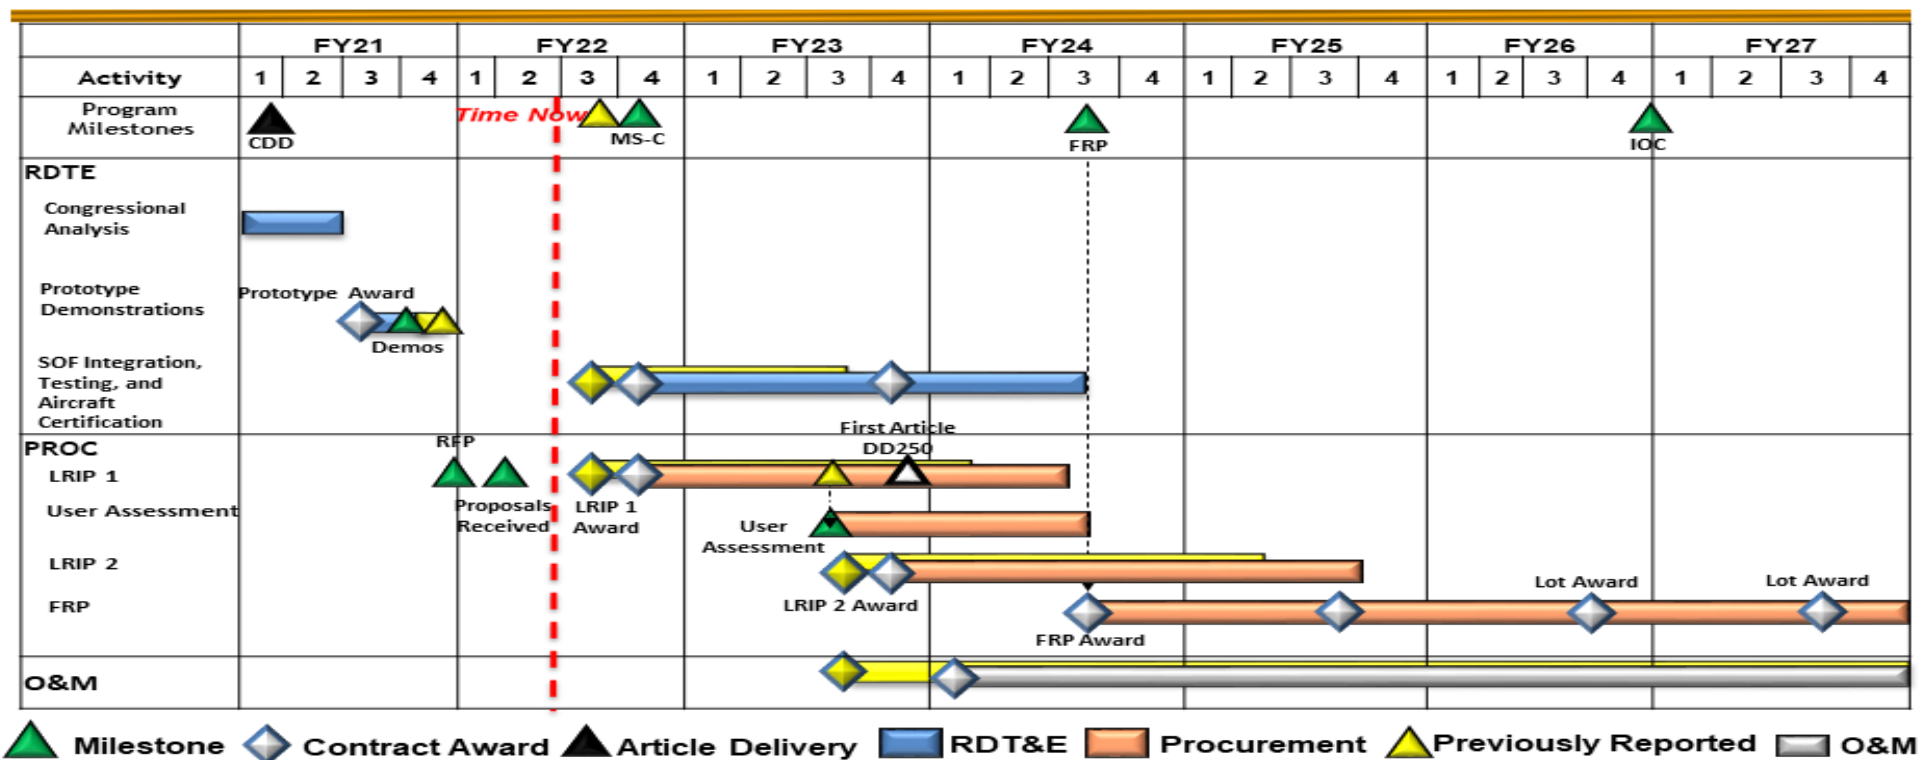 FY21 FY22 FY23 FY24 FY25 FY26 FY27
Activity 1 2 3 4 1 2 3 4 1 2 3 4 1 2 3 4 1 2 3 4 1 2 3 4 1 2 3 4
Program
Milestones
CDD
Time Now
MS-C
FRP
IOC
RDTE
Congressional
Analysis
Prototype
Demonstrations
Prototype Award
Demos
SOF Integration,
Testing, and
Aircraft
Certification
PROC
RFP
First Article
DD250
LRIP 1
Proposals
Received
LRIP 1
Award
User Assessment
User
Assessment
LRIP 2
LRIP 2 Award
FRP
FRP Award
Lot Award
Lot Award
O&M
Milestone Contract Award Article Delivery RDT&E Procurement Previously Reported O&M